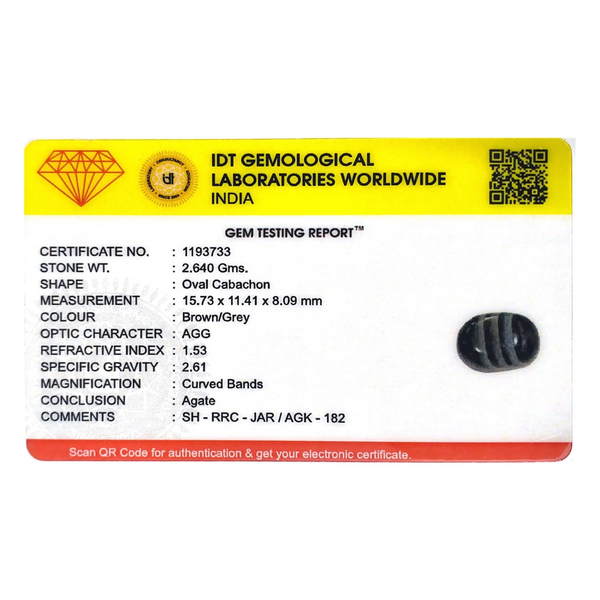 IDT GEMOLOGICAL
LABORATORIES WORLDWIDE
INDIA
GEM TESTING REPORT™
CERTIFICATE NO. : 1193733
STONE WT. : 2.640 Gms.
SHAPE : Oval Cabachon
MEASUREMENT : 15.73 x 11.41 x 8.09 mm
COLOUR : Brown/Grey
OPTIC CHARACTER : AGG
REFRACTIVE INDEX : 1.53
SPECIFIC GRAVITY : 2.61
MAGNIFICATION : Curved Bands
CONCLUSION : Agate
COMMENTS : SH - RRC - JAR / AGK - 182
Scan QR Code for authentication & get your electronic certificate.